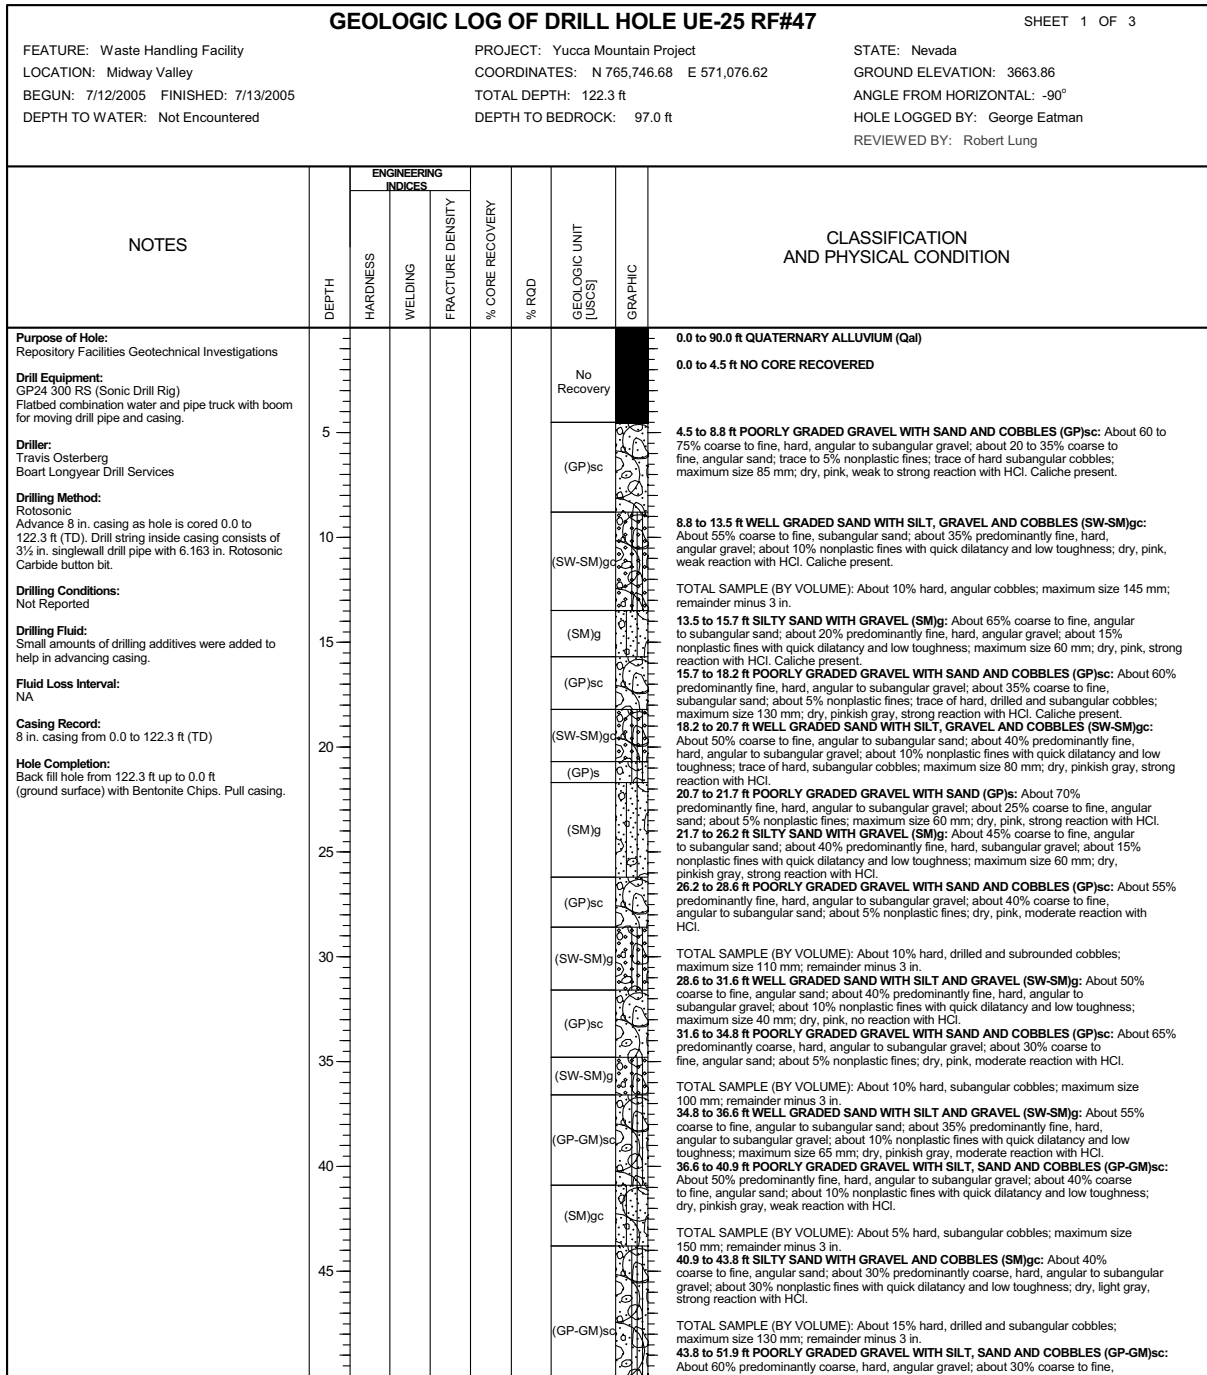 GEOLOGIC LOG OF DRILL HOLE UE-25 RF#47
SHEET 1 OF 3
FEATURE: Waste Handling Facility
PROJECT: Yucca Mountain Project
STATE: Nevada
LOCATION: Midway Valley
COORDINATES: N 765,746.68 E 571,076.62
GROUND ELEVATION: 3663.86
BEGUN: 7/12/2005 FINISHED: 7/13/2005
TOTAL DEPTH: 122.3 ft
ANGLE FROM HORIZONTAL: -90°
DEPTH TO WATER: Not Encountered
DEPTH TO BEDROCK: 97.0 ft
HOLE LOGGED BY: George Eatman
REVIEWED BY: Robert Lung
NOTES
DEPTH
ENGINEERING
INDICES
HARDNESS
WELDING
FRACTURE DENSITY
% CORE RECOVERY
% RQD
GEOLOGIC UNIT
[USCS]
GRAPHIC
CLASSIFICATION
AND PHYSICAL CONDITION
Purpose of Hole:
Repository Facilities Geotechnical Investigations
Drill Equipment:
GP24 300 RS (Sonic Drill Rig)
Flatbed combination water and pipe truck with boom
for moving drill pipe and casing.
Driller:
Travis Osterberg
Boart Longyear Drill Services
Drilling Method:
Rotosonic
Advance 8 in. casing as hole is cored 0.0 to
122.3 ft (TD). Drill string inside casing consists of
3½ in. singlewall drill pipe with 6.163 in. Rotosonic
Carbide button bit.
Drilling Conditions:
Not Reported
Drilling Fluid:
Small amounts of drilling additives were added to
help in advancing casing.
Fluid Loss Interval:
NA
Casing Record:
8 in. casing from 0.0 to 122.3 ft (TD)
Hole Completion:
Back fill hole from 122.3 ft up to 0.0 ft
(ground surface) with Bentonite Chips. Pull casing.
5
10
15
20
25
30
35
40
45
No
Recovery
(GP)sc
(SW-SM)gc
(SM)g
(GP)sc
(SW-SM)gc
(GP)s
(SM)g
(GP)sc
(SW-SM)g
(GP)sc
(SW-SM)g
(GP-GM)sc
(SM)gc
(GP-GM)sc
0.0 to 90.0 ft QUATERNARY ALLUVIUM (Qal)
0.0 to 4.5 ft NO CORE RECOVERED
4.5 to 8.8 ft POORLY GRADED GRAVEL WITH SAND AND COBBLES (GP)sc: About 60 to
75% coarse to fine, hard, angular to subangular gravel; about 20 to 35% coarse to
fine, angular sand; trace to 5% nonplastic fines; trace of hard subangular cobbles;
maximum size 85 mm; dry, pink, weak to strong reaction with HCl. Caliche present.
8.8 to 13.5 ft WELL GRADED SAND WITH SILT, GRAVEL AND COBBLES (SW-SM)gc:
About 55% coarse to fine, subangular sand; about 35% predominantly fine, hard,
angular gravel; about 10% nonplastic fines with quick dilatancy and low toughness; dry, pink,
weak reaction with HCl. Caliche present.
TOTAL SAMPLE (BY VOLUME): About 10% hard, angular cobbles; maximum size 145 mm;
remainder minus 3 in.
13.5 to 15.7 ft SILTY SAND WITH GRAVEL (SM)g: About 65% coarse to fine, angular
to subangular sand; about 20% predominantly fine, hard, angular gravel; about 15%
nonplastic fines with quick dilatancy and low toughness; maximum size 60 mm; dry, pink, strong
reaction with HCl. Caliche present.
15.7 to 18.2 ft POORLY GRADED GRAVEL WITH SAND AND COBBLES (GP)sc: About 60%
predominantly fine, hard, angular to subangular gravel; about 35% coarse to fine,
subangular sand; about 5% nonplastic fines; trace of hard, drilled and subangular cobbles;
maximum size 130 mm; dry, pinkish gray, strong reaction with HCl. Caliche present.
18.2 to 20.7 ft WELL GRADED SAND WITH SILT, GRAVEL AND COBBLES (SW-SM)gc:
About 50% coarse to fine, angular to subangular sand; about 40% predominantly fine,
hard, angular to subangular gravel; about 10% nonplastic fines with quick dilatancy and low
toughness; trace of hard, subangular cobbles; maximum size 80 mm; dry, pinkish gray, strong
reaction with HCl.
20.7 to 21.7 ft POORLY GRADED GRAVEL WITH SAND (GP)s: About 70%
predominantly fine, hard, angular to subangular gravel; about 25% coarse to fine, angular
sand; about 5% nonplastic fines; maximum size 60 mm; dry, pink, strong reaction with HCl.
21.7 to 26.2 ft SILTY SAND WITH GRAVEL (SM)g: About 45% coarse to fine, angular
to subangular sand; about 40% predominantly fine, hard, subangular gravel; about 15%
nonplastic fines with quick dilatancy and low toughness; maximum size 60 mm; dry,
pinkish gray, strong reaction with HCl.
26.2 to 28.6 ft POORLY GRADED GRAVEL WITH SAND AND COBBLES (GP)sc: About 55%
predominantly fine, hard, angular to subangular gravel; about 40% coarse to fine,
angular to subangular sand; about 5% nonplastic fines; dry, pink, moderate reaction with
HCl.
TOTAL SAMPLE (BY VOLUME): About 10% hard, drilled and subrounded cobbles;
maximum size 110 mm; remainder minus 3 in.
28.6 to 31.6 ft WELL GRADED SAND WITH SILT AND GRAVEL (SW-SM)g: About 50%
coarse to fine, angular sand; about 40% predominantly fine, hard, angular to
subangular gravel; about 10% nonplastic fines with quick dilatancy and low toughness;
maximum size 40 mm; dry, pink, no reaction with HCl.
31.6 to 34.8 ft POORLY GRADED GRAVEL WITH SAND AND COBBLES (GP)sc: About 65%
predominantly coarse, hard, angular to subangular gravel; about 30% coarse to
fine, angular sand; about 5% nonplastic fines; dry, pink, moderate reaction with HCl.
TOTAL SAMPLE (BY VOLUME): About 10% hard, subangular cobbles; maximum size
100 mm; remainder minus 3 in.
34.8 to 36.6 ft WELL GRADED SAND WITH SILT AND GRAVEL (SW-SM)g: About 55%
coarse to fine, angular to subangular sand; about 35% predominantly fine, hard,
angular to subangular gravel; about 10% nonplastic fines with quick dilatancy and low
toughness; maximum size 65 mm; dry, pinkish gray, moderate reaction with HCl.
36.6 to 40.9 ft POORLY GRADED GRAVEL WITH SILT, SAND AND COBBLES (GP-GM)sc:
About 50% predominantly fine, hard, angular to subangular gravel; about 40% coarse
to fine, angular sand; about 10% nonplastic fines with quick dilatancy and low toughness;
dry, pinkish gray, weak reaction with HCl.
TOTAL SAMPLE (BY VOLUME): About 5% hard, subangular cobbles; maximum size
150 mm; remainder minus 3 in.
40.9 to 43.8 ft SILTY SAND WITH GRAVEL AND COBBLES (SM)gc: About 40%
coarse to fine, angular sand; about 30% predominantly coarse, hard, angular to subangular
gravel; about 30% nonplastic fines with quick dilatancy and low toughness; dry, light gray,
strong reaction with HCl.
TOTAL SAMPLE (BY VOLUME): About 15% hard, drilled and subangular cobbles;
maximum size 130 mm; remainder minus 3 in.
43.8 to 51.9 ft POORLY GRADED GRAVEL WITH SILT, SAND AND COBBLES (GP-GM)sc:
About 60% predominantly coarse, hard, angular gravel; about 30% coarse to fine,